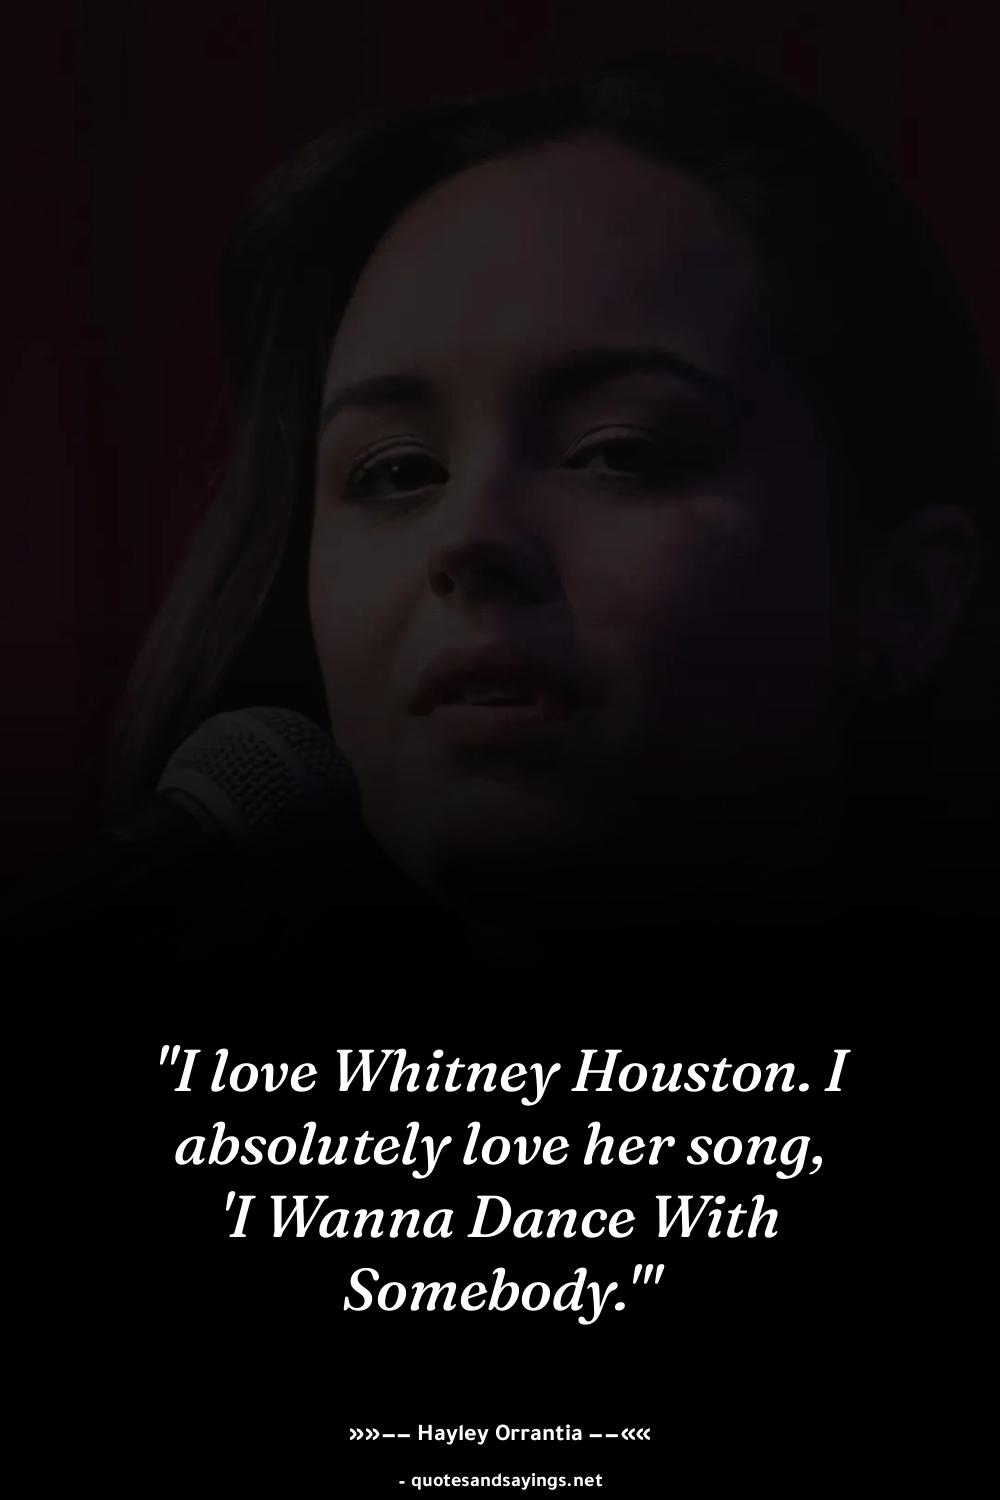 "I love Whitney Houston. I
absolutely love her song,
'I Wanna Dance With
Somebody.'"
»»–– Hayley Orrantia ––««
- quotesandsayings.net